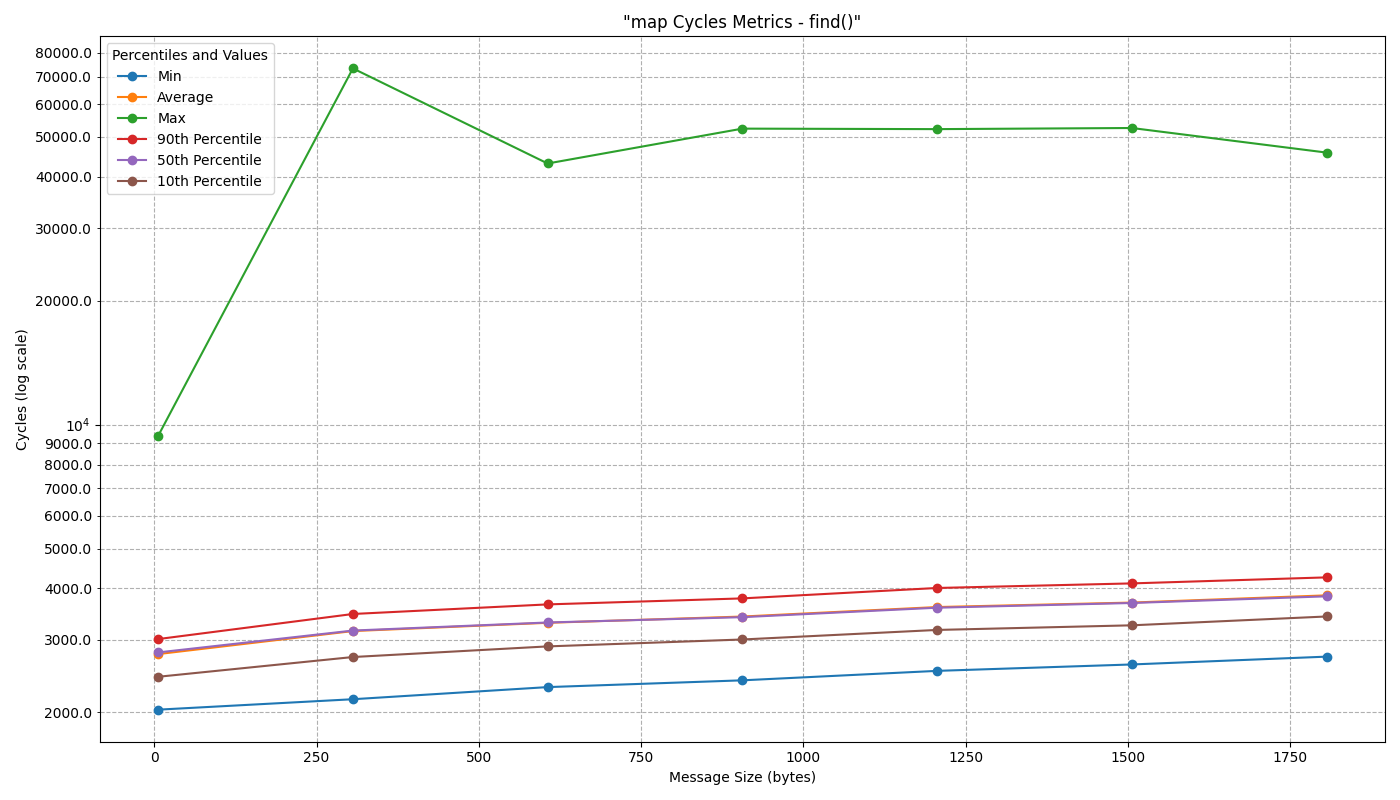 "map Cycles Metrics - find()"
Percentiles and Values
Min
Average
Max
90th Percentile
50th Percentile
10th Percentile
Cycles (log scale)
80000.0
70000.0
60000.0
50000.0
40000.0
30000.0
20000.0
10⁴
9000.0
8000.0
7000.0
6000.0
5000.0
4000.0
3000.0
2000.0
0 250 500 750 1000 1250 1500 1750
Message Size (bytes)